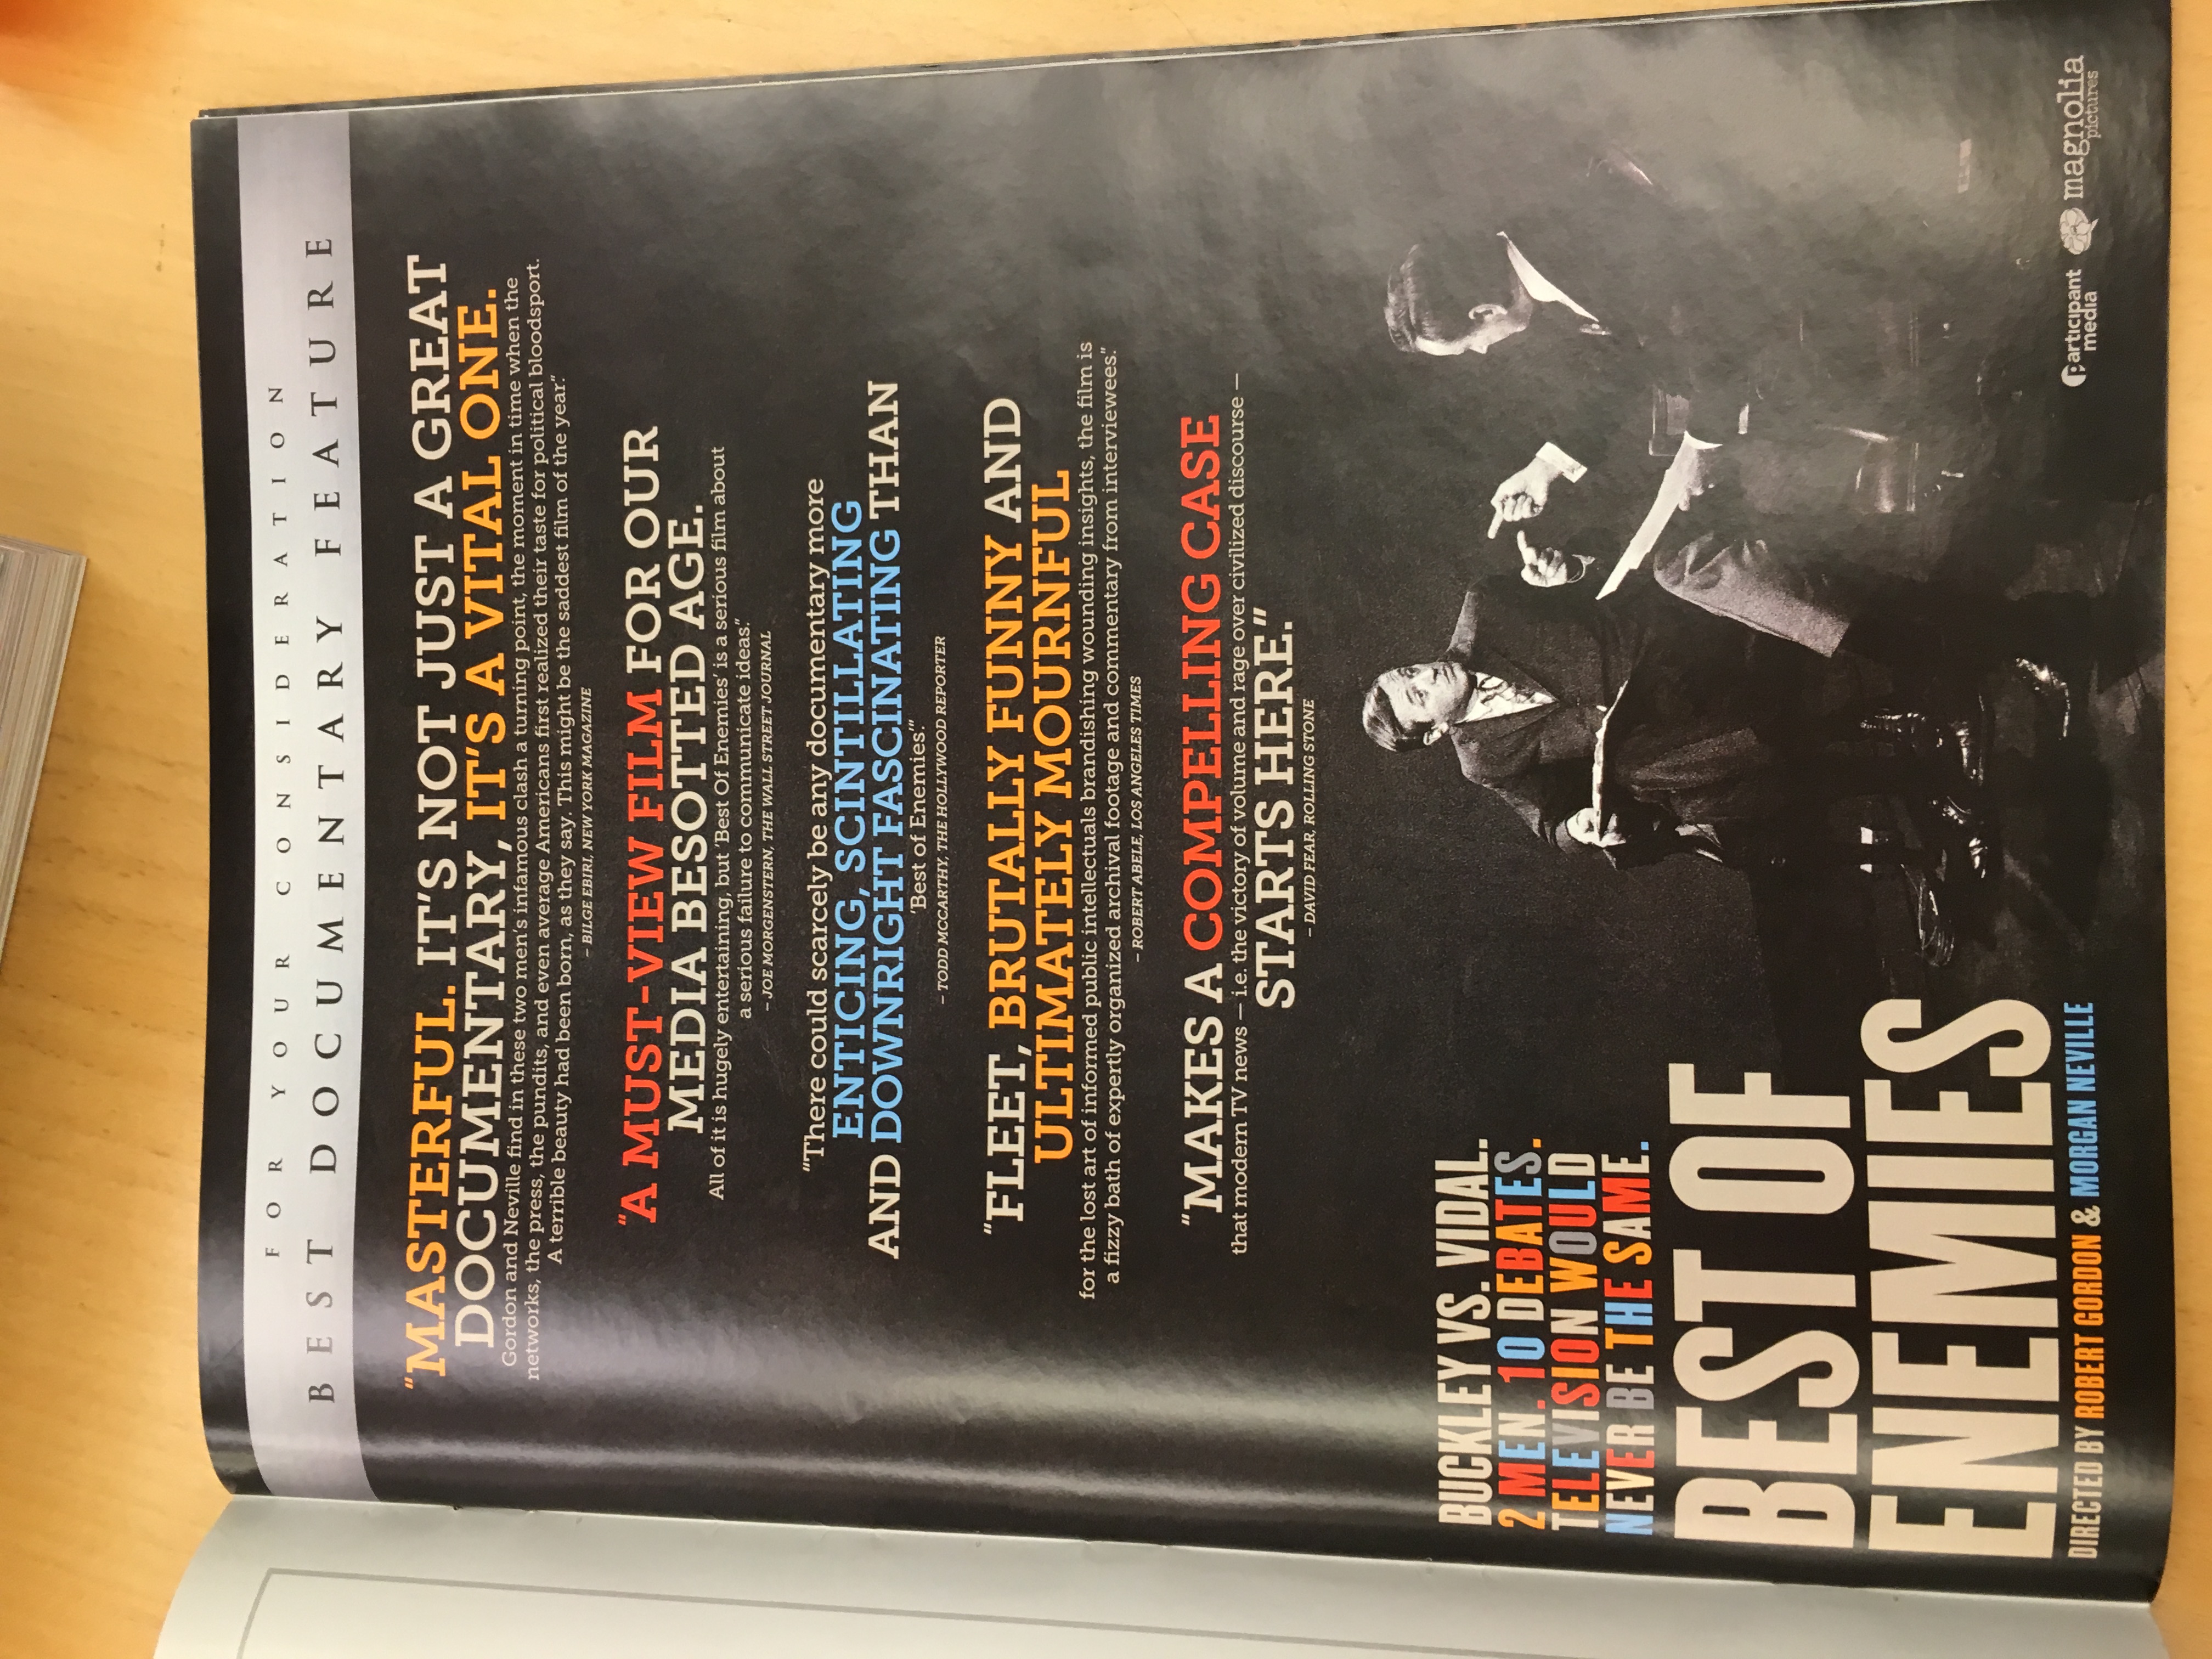 FOR YOUR CONSIDERATION
BEST DOCUMENTARY FEATURE
"MASTERFUL. IT'S NOT JUST A GREAT
DOCUMENTARY, IT'S A VITAL ONE.
Gordon and Neville find in these two men's infamous clash a turning point, the moment in time when the
networks, the press, the pundits, and even average Americans first realized their taste for political bloodsport.
A terrible beauty had been born, as they say. This might be the saddest film of the year."
– BILGE EBIRI, NEW YORK MAGAZINE
"A MUST-VIEW FILM FOR OUR
MEDIA BESOTTED AGE.
All of it is hugely entertaining, but 'Best Of Enemies' is a serious film about
a serious failure to communicate ideas."
– JOE MORGENSTERN, THE WALL STREET JOURNAL
"There could scarcely be any documentary more
ENTICING, SCINTILLATING
AND DOWNRIGHT FASCINATING THAN
'Best of Enemies'."
– TODD MCCARTHY, THE HOLLYWOOD REPORTER
"FLEET, BRUTALLY FUNNY AND
ULTIMATELY MOURNFUL
for the lost art of informed public intellectuals brandishing wounding insights, the film is
a fizzy bath of expertly organized archival footage and commentary from interviewees."
– ROBERT ABELE, LOS ANGELES TIMES
"MAKES A COMPELLING CASE
that modern TV news — i.e. the victory of volume and rage over civilized discourse —
STARTS HERE."
– DAVID FEAR, ROLLING STONE
BUCKLEY VS. VIDAL.
2 MEN. 10 DEBATES.
TELEVISION WOULD
NEVER BE THE SAME.
BEST OF
ENEMIES
DIRECTED BY ROBERT GORDON & MORGAN NEVILLE
Participant
media
magnolia
pictures